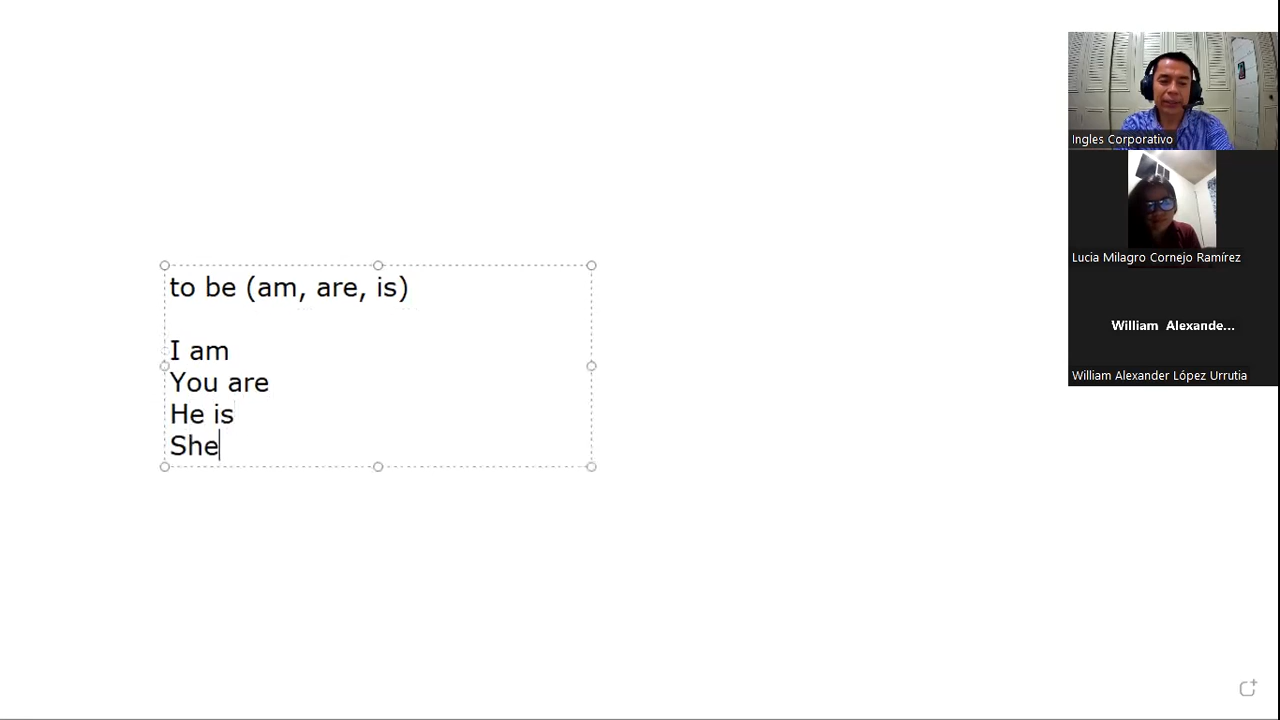 to be (am, are, is)
I am
You are
He is
She
Ingles Corporativo
Lucia Milagro Cornejo Ramírez
William Alexande...
William Alexander López Urrutia